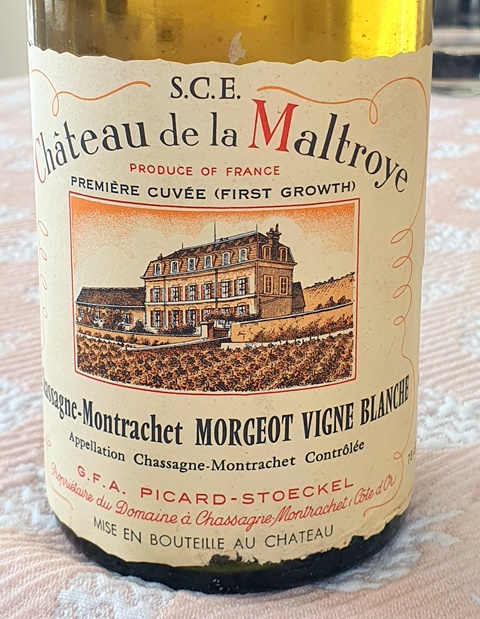 S.C.E.
Château de la Maltroye
PRODUCE OF FRANCE
PREMIÈRE CUVÉE (FIRST GROWTH)
Chassagne-Montrachet MORGEOT VIGNE BLANCHE
Appellation Chassagne-Montrachet Contrôlée
G.F.A. PICARD-STOECKEL
Propriétaire du Domaine à Chassagne-Montrachet (Côte d'Or)
MISE EN BOUTEILLE AU CHATEAU